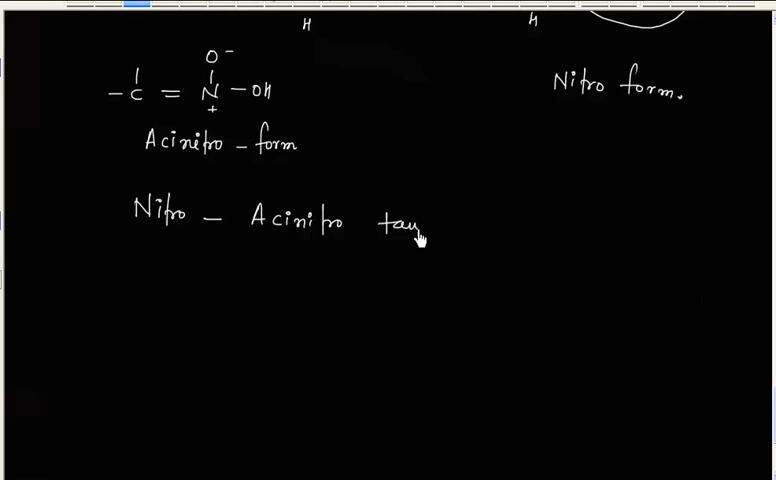 H H
O⁻
- C = N⁺ - OH
Nitro form.
Acinitro - form
Nitro - Acinitro tau